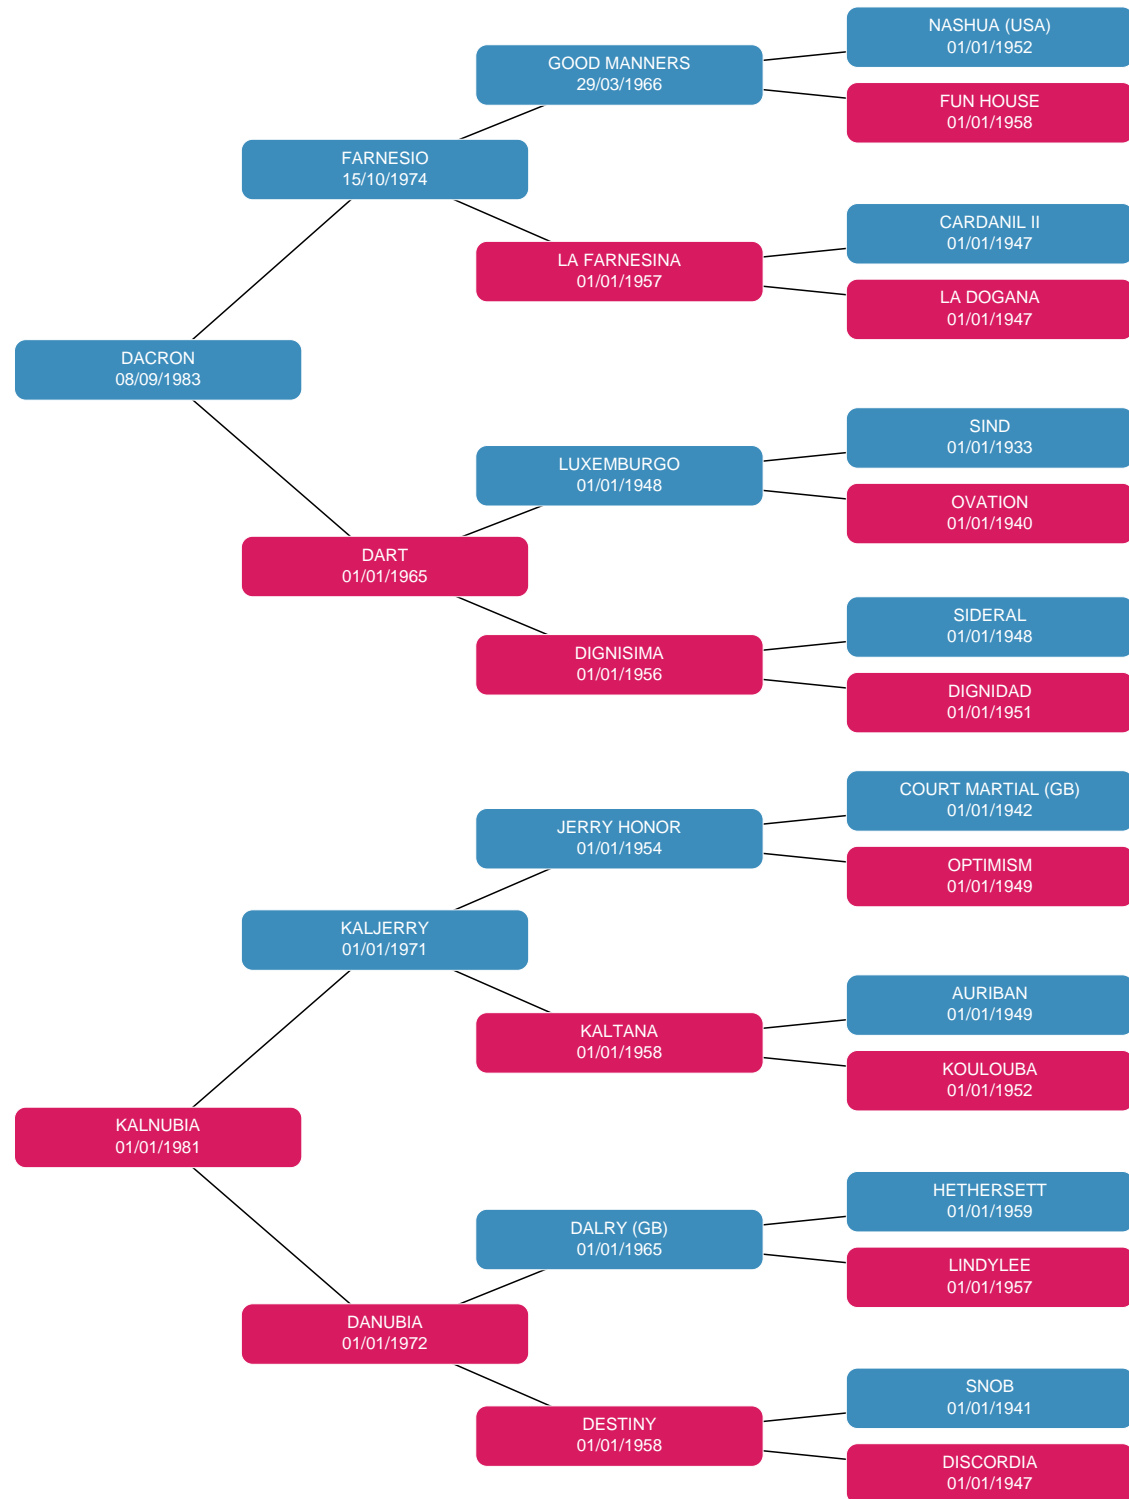 NASHUA (USA)
01/01/1952
GOOD MANNERS
29/03/1966
FUN HOUSE
01/01/1958
FARNESIO
15/10/1974
CARDANIL II
01/01/1947
LA FARNESINA
01/01/1957
LA DOGANA
01/01/1947
DACRON
08/09/1983
SIND
01/01/1933
LUXEMBURGO
01/01/1948
OVATION
01/01/1940
DART
01/01/1965
SIDERAL
01/01/1948
DIGNISIMA
01/01/1956
DIGNIDAD
01/01/1951
COURT MARTIAL (GB)
01/01/1942
JERRY HONOR
01/01/1954
OPTIMISM
01/01/1949
KALJERRY
01/01/1971
AURIBAN
01/01/1949
KALTANA
01/01/1958
KOULOUBA
01/01/1952
KALNUBIA
01/01/1981
HETHERSETT
01/01/1959
DALRY (GB)
01/01/1965
LINDYLEE
01/01/1957
DANUBIA
01/01/1972
SNOB
01/01/1941
DESTINY
01/01/1958
DISCORDIA
01/01/1947